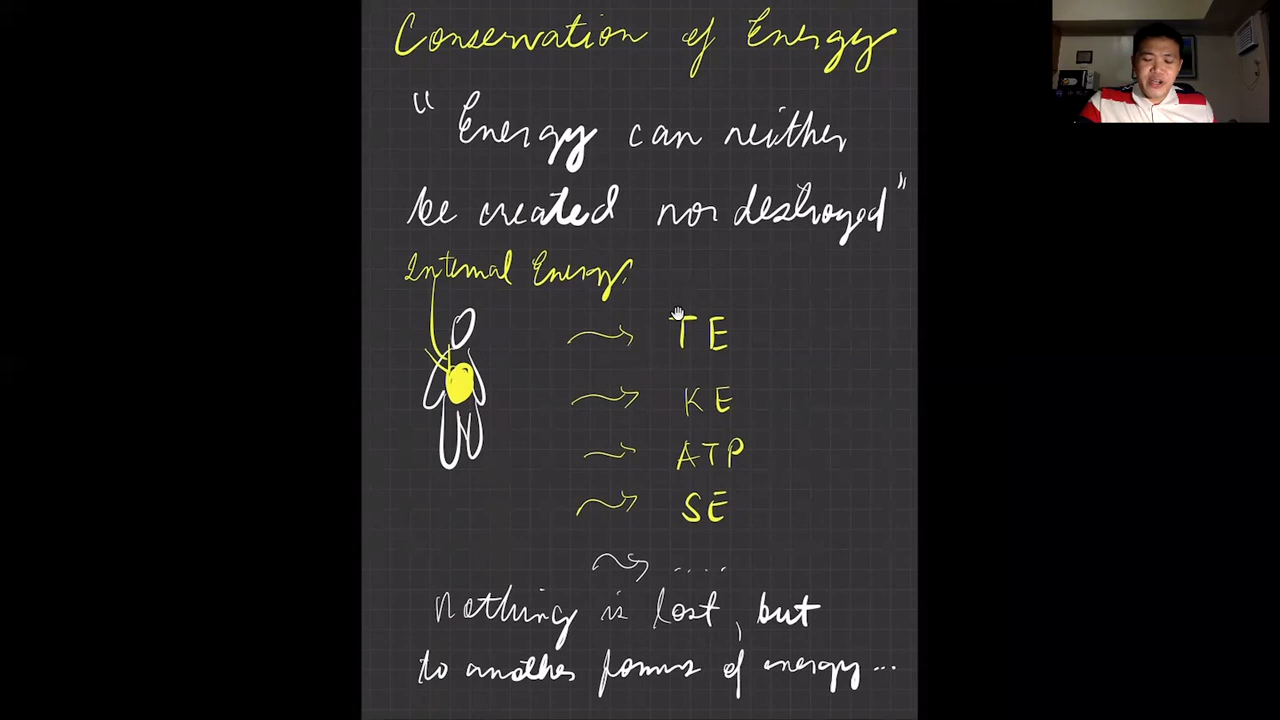 Conservation of Energy
"Energy can neither
be created nor destroyed"
Internal Energy
TE
KE
ATP
SE
....
Nothing is lost, but
to another forms of energy...